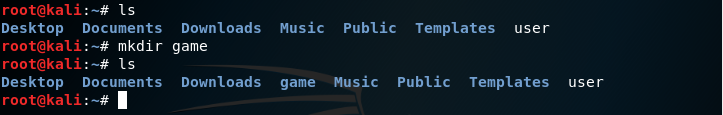 root@kali:~# ls
Desktop  Documents  Downloads  Music  Public  Templates  user
root@kali:~# mkdir game
root@kali:~# ls
Desktop  Documents  Downloads  game  Music  Public  Templates  user
root@kali:~#